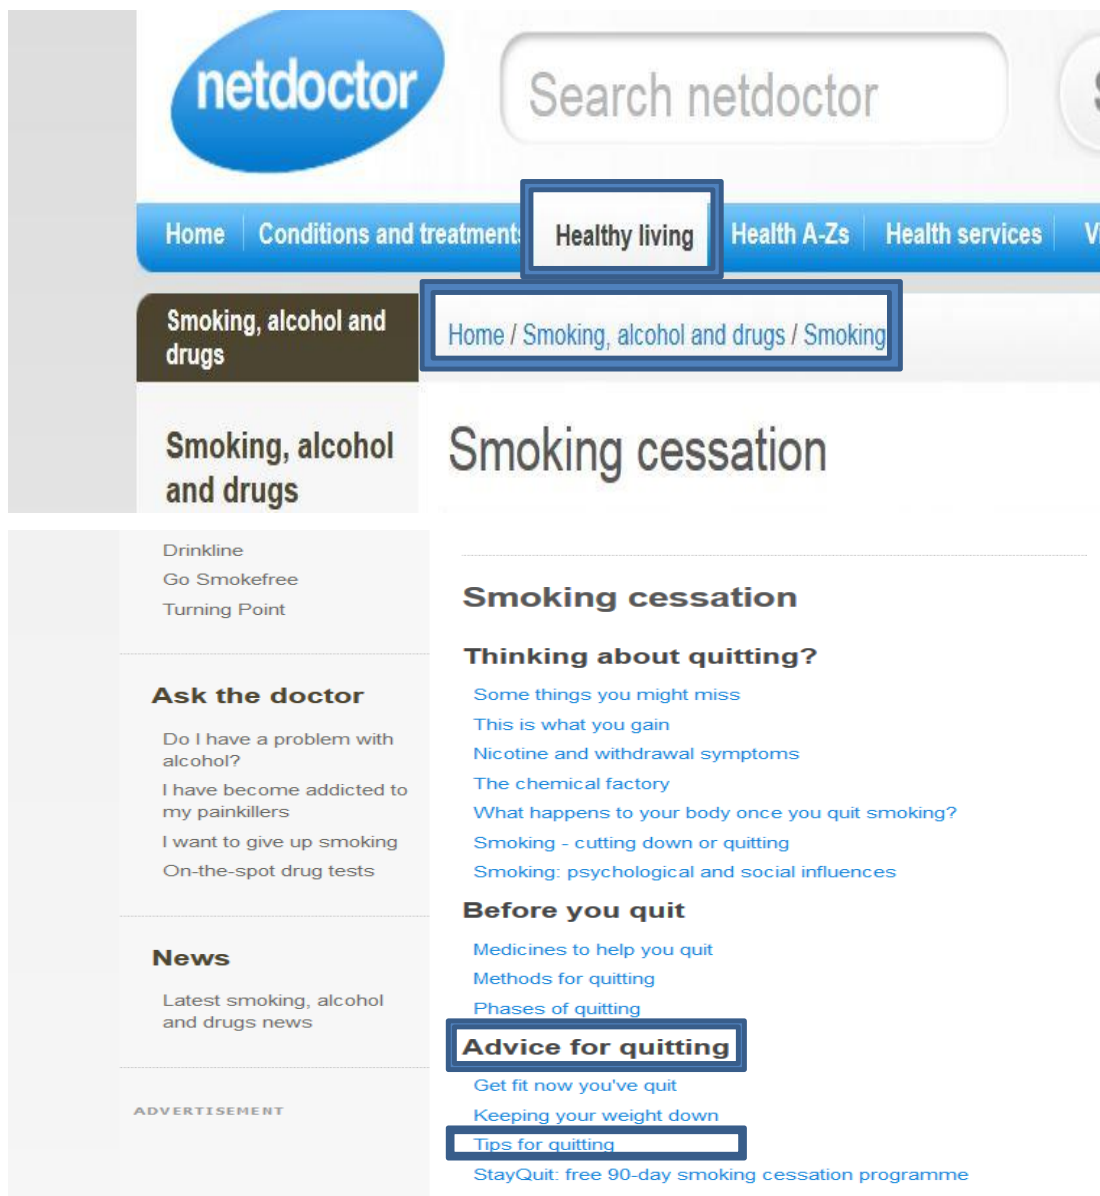 netdoctor
Search netdoctor
Home
Conditions and treatments
Healthy living
Health A-Zs
Health services
Smoking, alcohol and
drugs
Home / Smoking, alcohol and drugs / Smoking
Smoking, alcohol
and drugs
Smoking cessation
Drinkline
Go Smokefree
Turning Point
Ask the doctor
Do I have a problem with
alcohol?
I have become addicted to
my painkillers
I want to give up smoking
On-the-spot drug tests
News
Latest smoking, alcohol
and drugs news
ADVERTISEMENT
Smoking cessation
Thinking about quitting?
Some things you might miss
This is what you gain
Nicotine and withdrawal symptoms
The chemical factory
What happens to your body once you quit smoking?
Smoking - cutting down or quitting
Smoking: psychological and social influences
Before you quit
Medicines to help you quit
Methods for quitting
Phases of quitting
Advice for quitting
Get fit now you've quit
Keeping your weight down
Tips for quitting
StayQuit: free 90-day smoking cessation programme